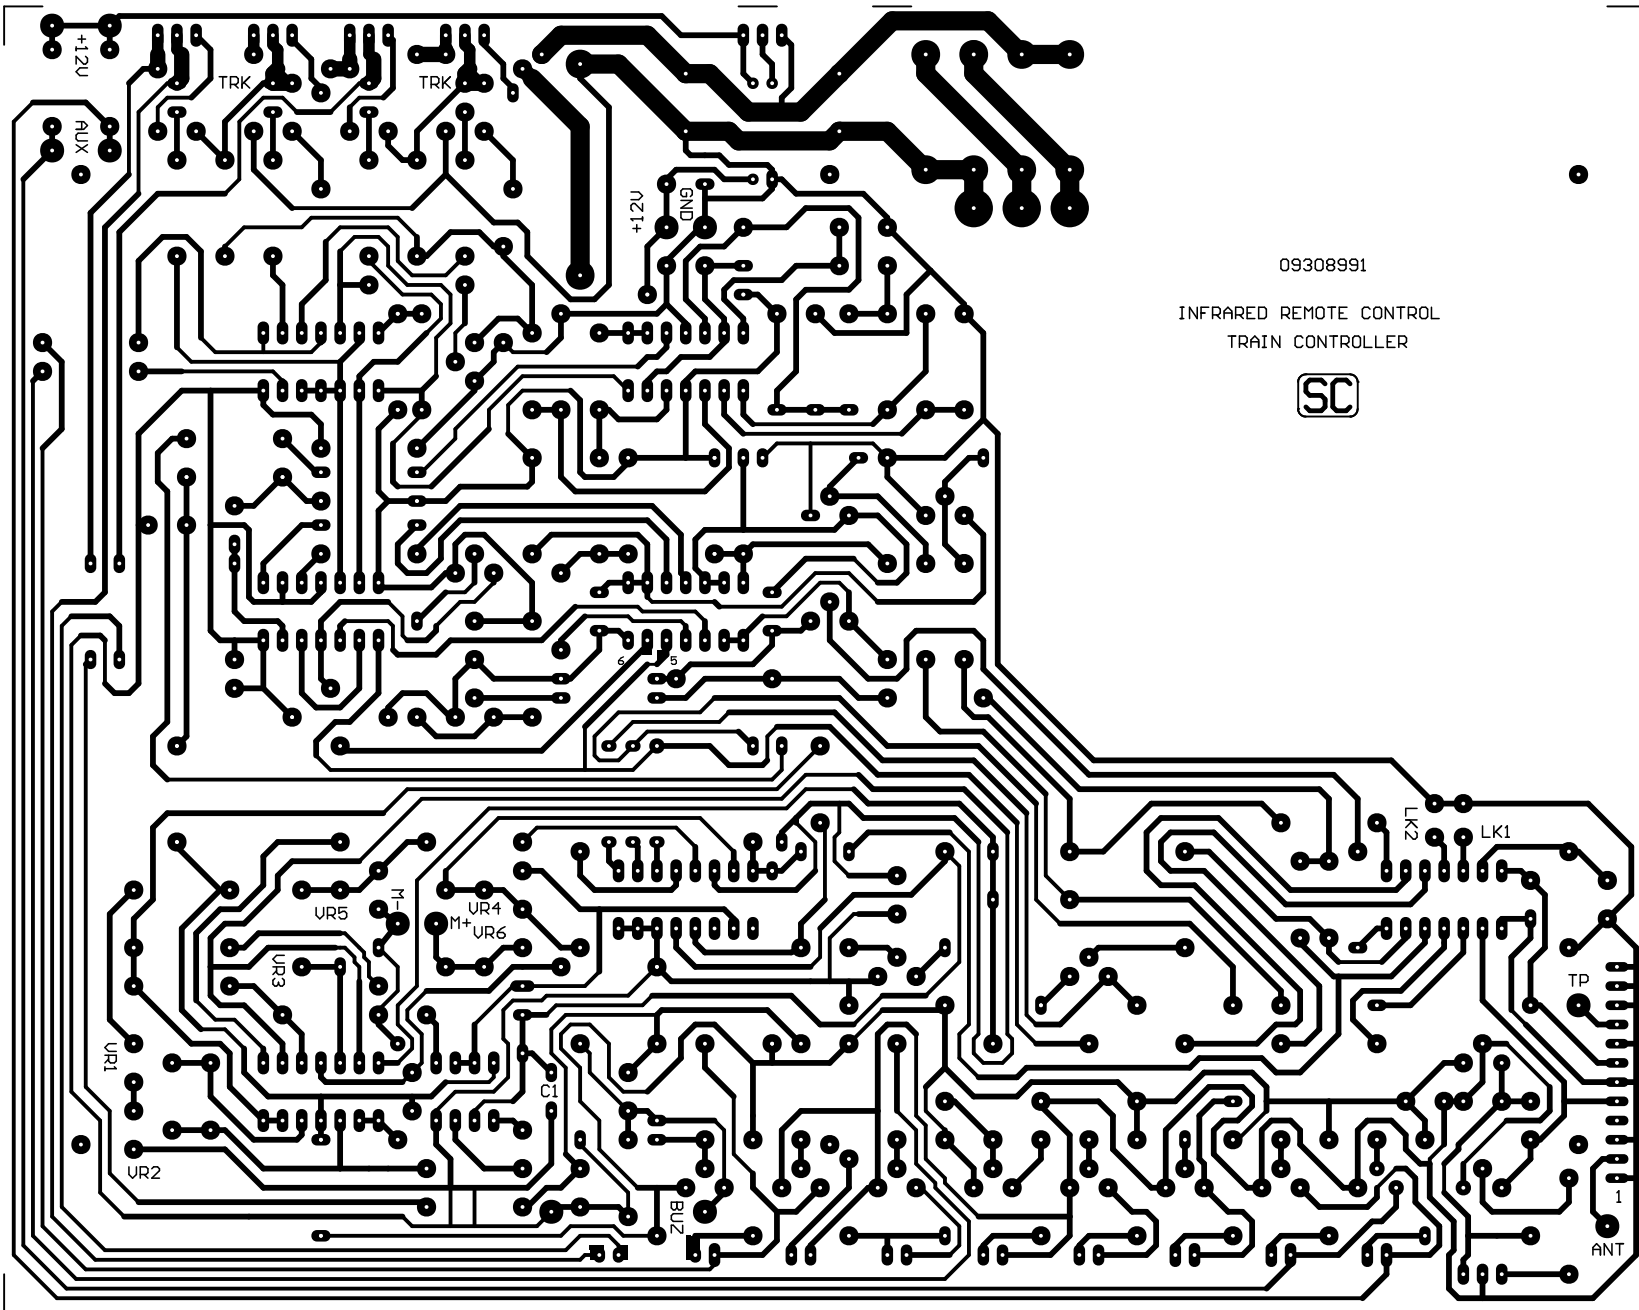 +12V
TRK
TRK
AUX
+12V
GND
09308991
INFRARED REMOTE CONTROL
TRAIN CONTROLLER
SC
6
5
LK2
LK1
M-
VR5
VR4
M+
VR6
VR3
TP
VR1
C1
VR2
1
BUZ
ANT